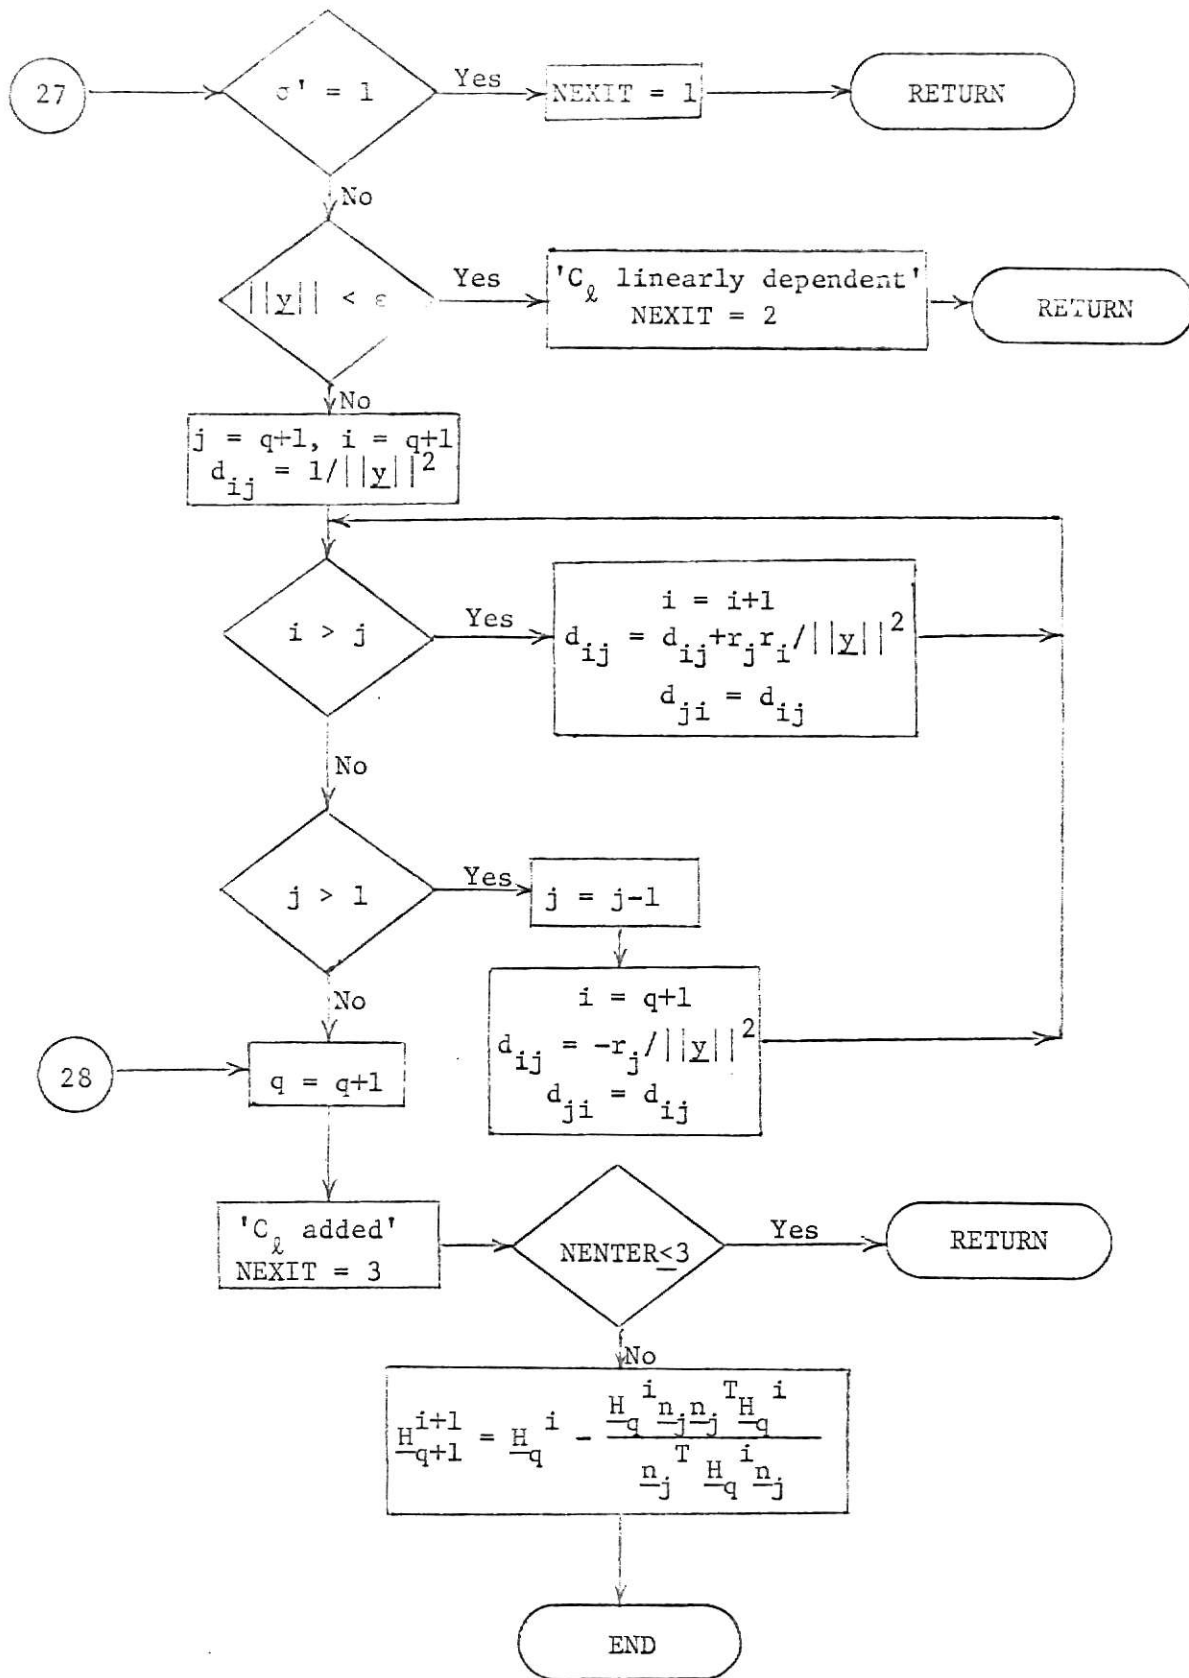 27
σ' = 1
Yes
NEXIT = 1
RETURN
No
||y|| < ε
Yes
'C_ℓ linearly dependent'
NEXIT = 2
RETURN
No
j = q+1, i = q+1
d_ij = 1/||y||^2
i > j
Yes
i = i+1
d_ij = d_ij+r_jr_i/||y||^2
d_ji = d_ij
No
j > 1
Yes
j = j-1
i = q+1
d_ij = -r_j/||y||^2
d_ji = d_ij
No
28
q = q+1
'C_ℓ added'
NEXIT = 3
NENTER≤3
Yes
RETURN
No
H_q+1^i+1 = H_q^i - H_q^i n_j n_j^T H_q^i / n_j^T H_q^i n_j
END